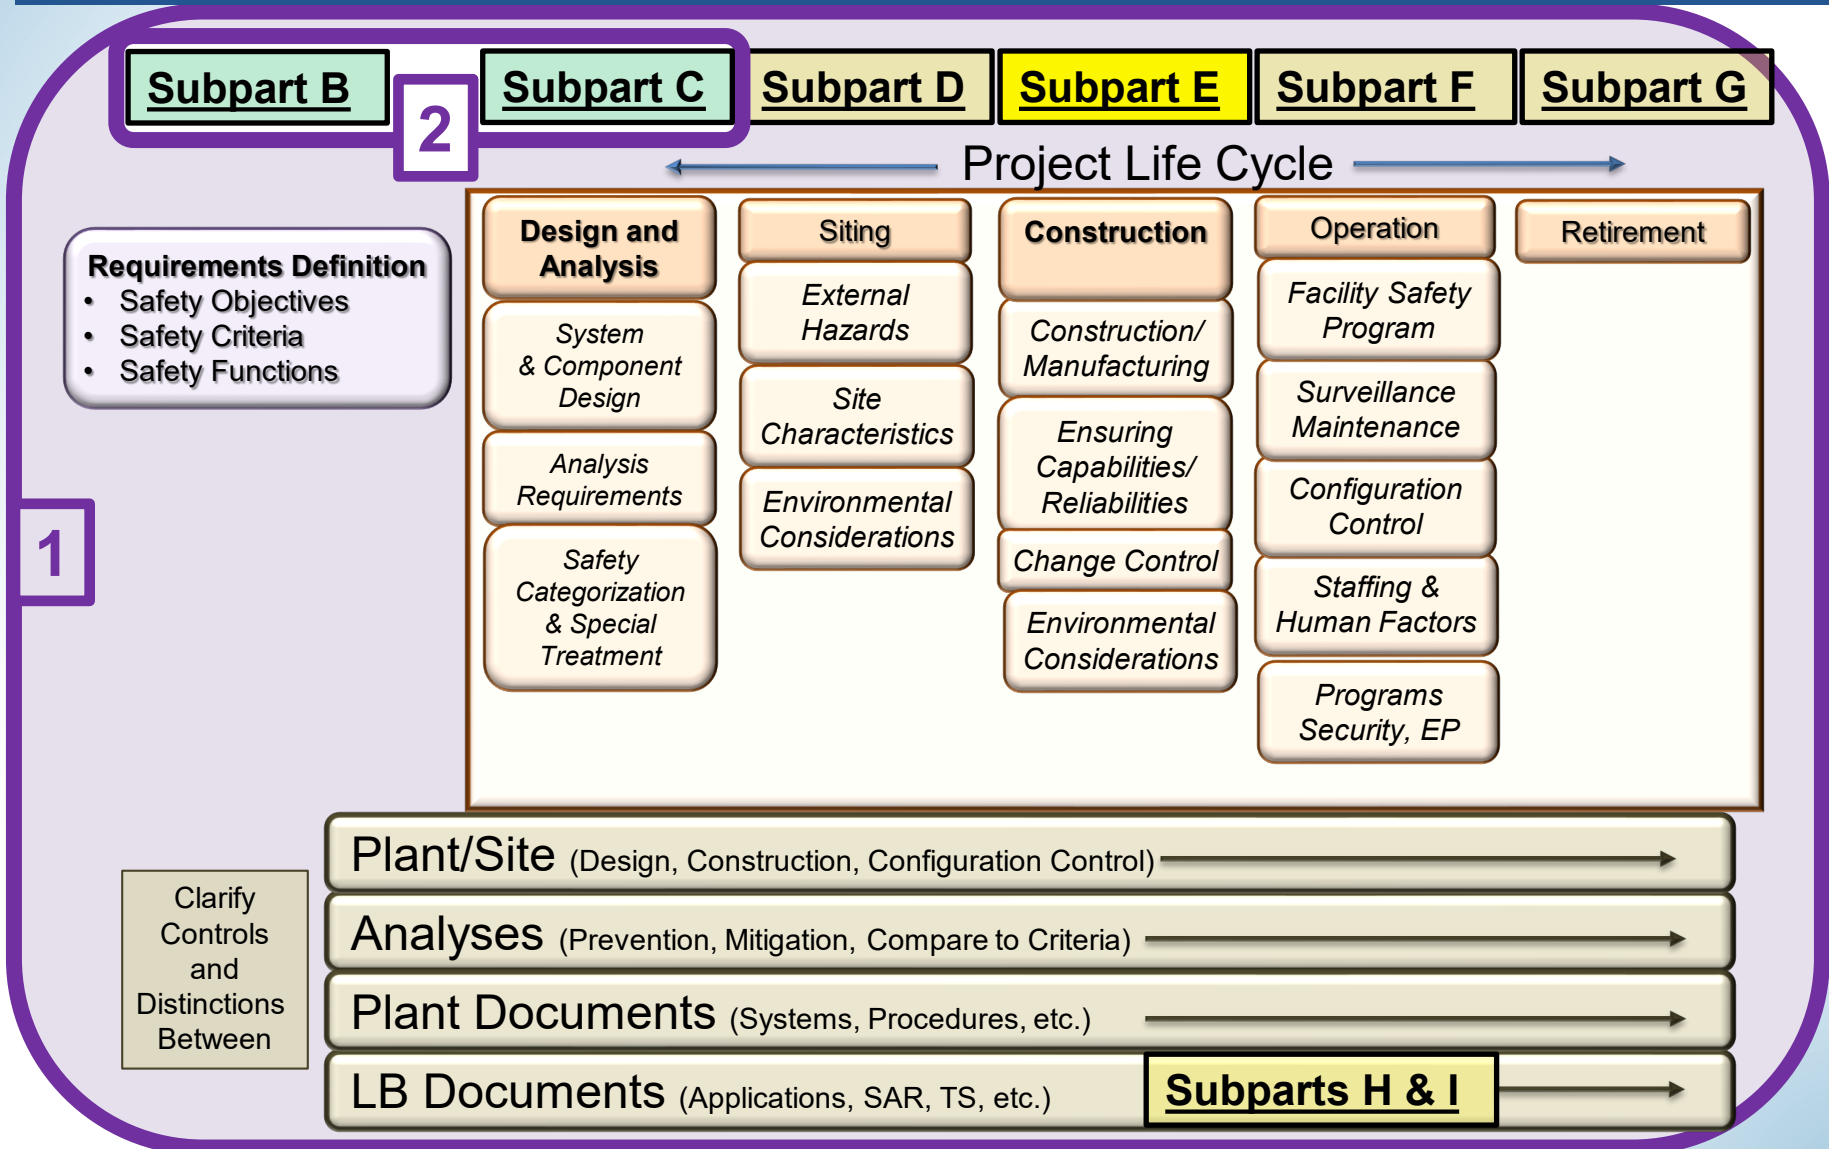 Subpart B
Subpart C
Subpart D
Subpart E
Subpart F
Subpart G
2
Project Life Cycle
1
Requirements Definition
• Safety Objectives
• Safety Criteria
• Safety Functions
Design and
Analysis
System
& Component
Design
Analysis
Requirements
Safety
Categorization
& Special
Treatment
Siting
External
Hazards
Site
Characteristics
Environmental
Considerations
Construction
Construction/
Manufacturing
Ensuring
Capabilities/
Reliabilities
Change Control
Environmental
Considerations
Operation
Facility Safety
Program
Surveillance
Maintenance
Configuration
Control
Staffing &
Human Factors
Programs
Security, EP
Retirement
Clarify
Controls
and
Distinctions
Between
Plant/Site (Design, Construction, Configuration Control)
Analyses (Prevention, Mitigation, Compare to Criteria)
Plant Documents (Systems, Procedures, etc.)
LB Documents (Applications, SAR, TS, etc.)
Subparts H & I